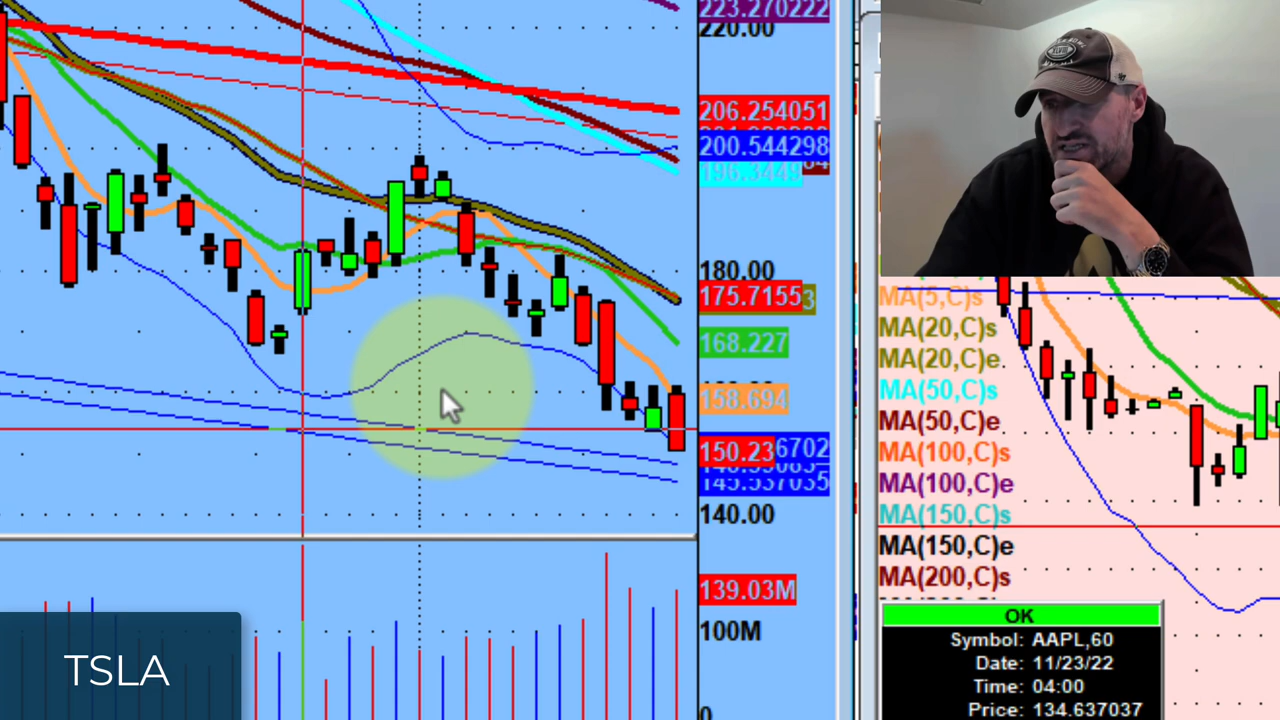 223.270222
220.00
206.254051
200.544298
196.3449
180.00
175.7155
168.227
158.694
150.23
145.537035
140.00
139.03M
100M
0
TSLA
MA(5,C)s
MA(20,C)s
MA(20,C)e
MA(50,C)s
MA(50,C)e
MA(100,C)s
MA(100,C)e
MA(150,C)s
MA(150,C)e
MA(200,C)s
OK
Symbol: AAPL,60
Date: 11/23/22
Time: 04:00
Price: 134.637037